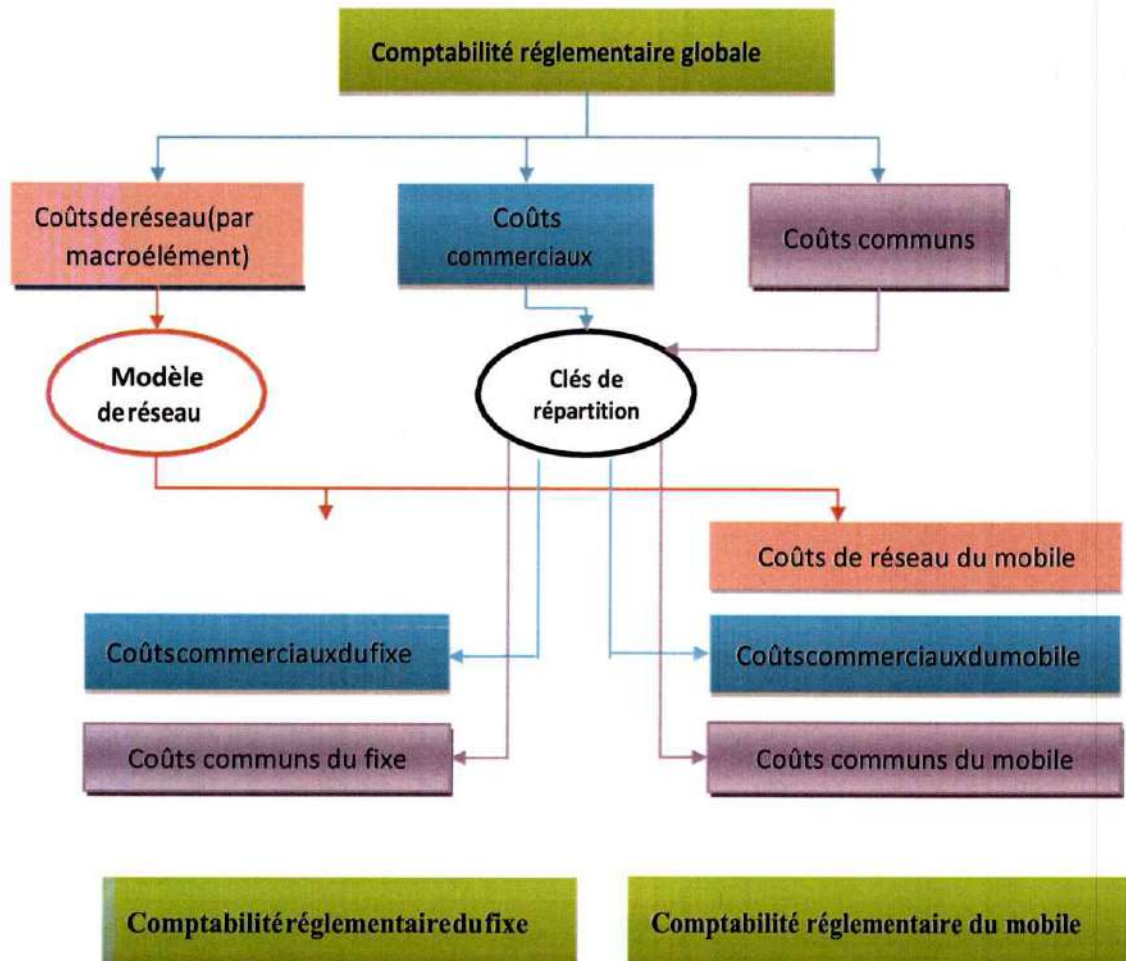 Comptabilité réglementaire globale
Coûtsderéseau(par
macroélément)
Coûts
commerciaux
Coûts communs
Modèle
deréseau
Clés de
répartition
Coûts de réseau du mobile
Coûtscommerciauxdufixe
Coûtscommerciauxdumobile
Coûts communs du fixe
Coûts communs du mobile
Comptabilitéréglementairedufixe
Comptabilité réglementaire du mobile